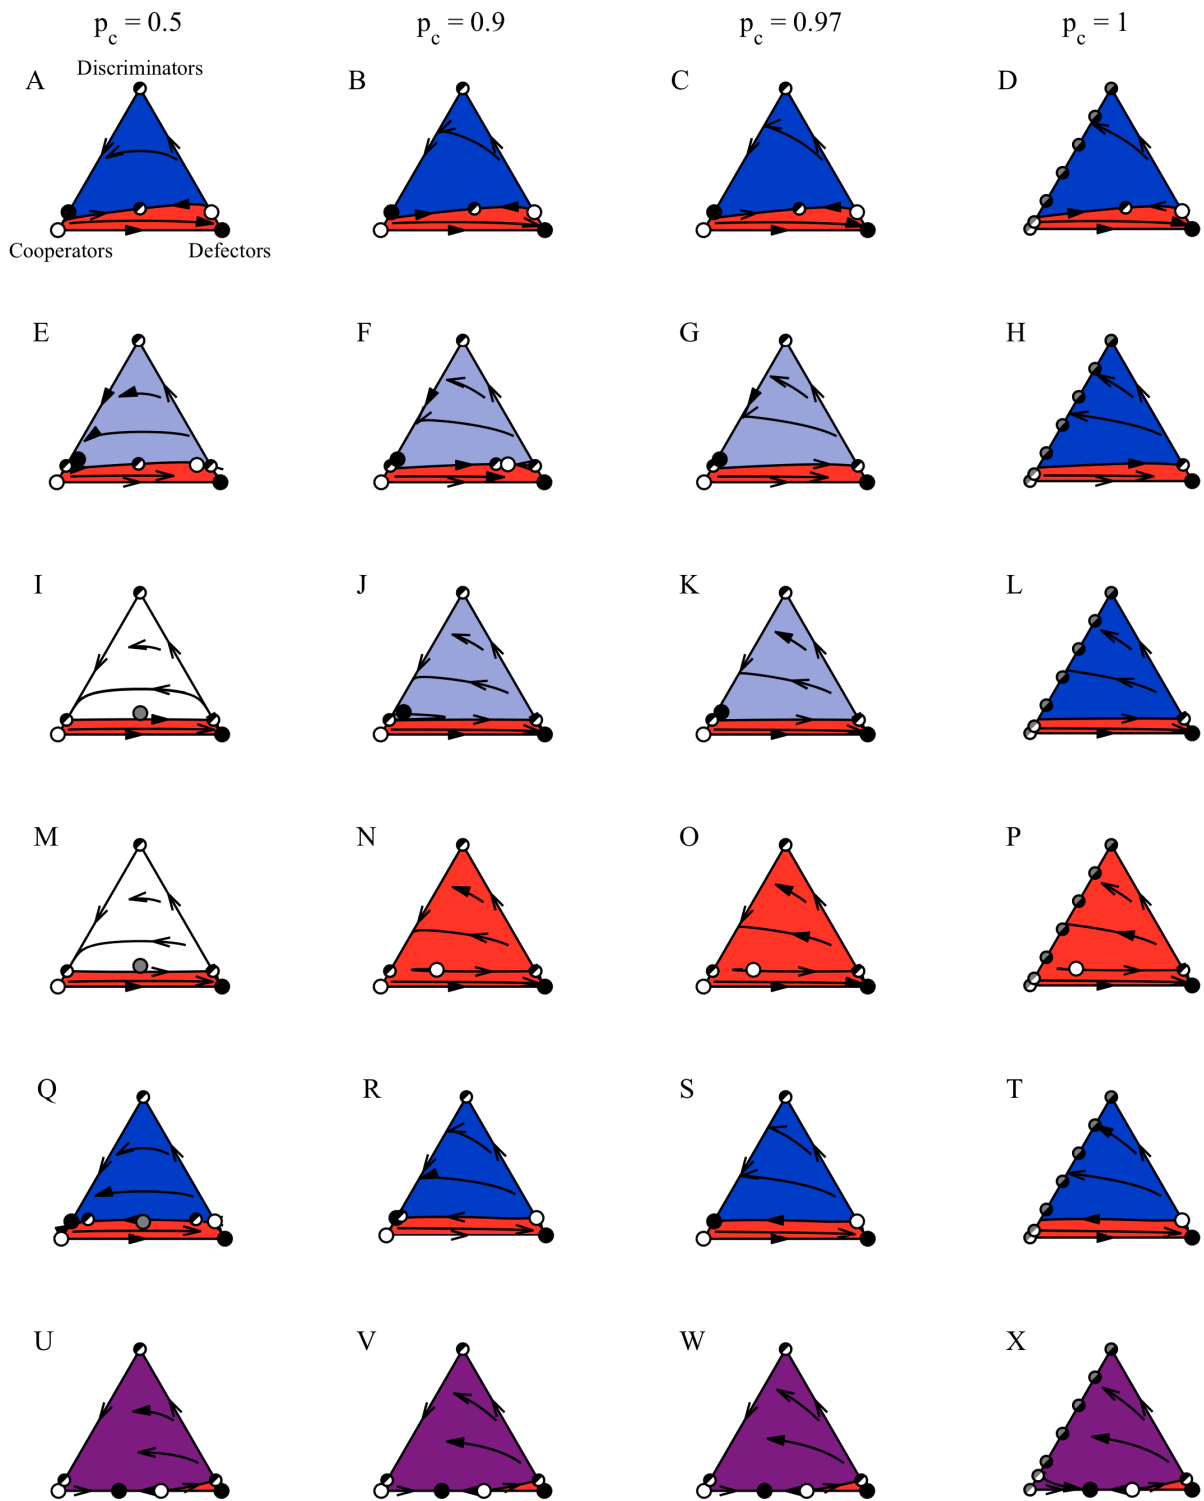 p_c = 0.5 p_c = 0.9 p_c = 0.97 p_c = 1
A Discriminators B C D
Cooperators Defectors
E F G H
I J K L
M N O P
Q R S T
U V W X